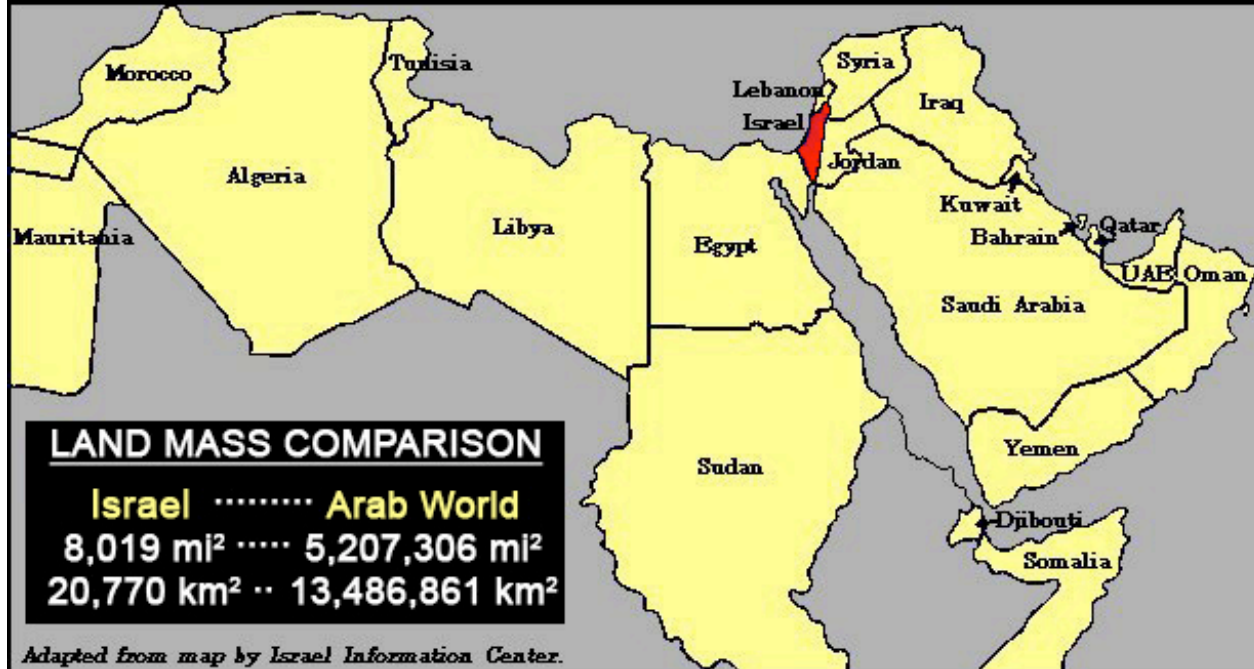 Morocco
Tunisia
Syria
Lebanon
Iraq
Israel
Jordan
Algeria
Kuwait
Mauritania
Libya
Egypt
Bahrain
Qatar
UAE
Oman
Saudi Arabia
Yemen
Sudan
Djibouti
Somalia
LAND MASS COMPARISON
Israel ········· Arab World
8,019 mi² ····· 5,207,306 mi²
20,770 km² ·· 13,486,861 km²
Adapted from map by Israel Information Center.